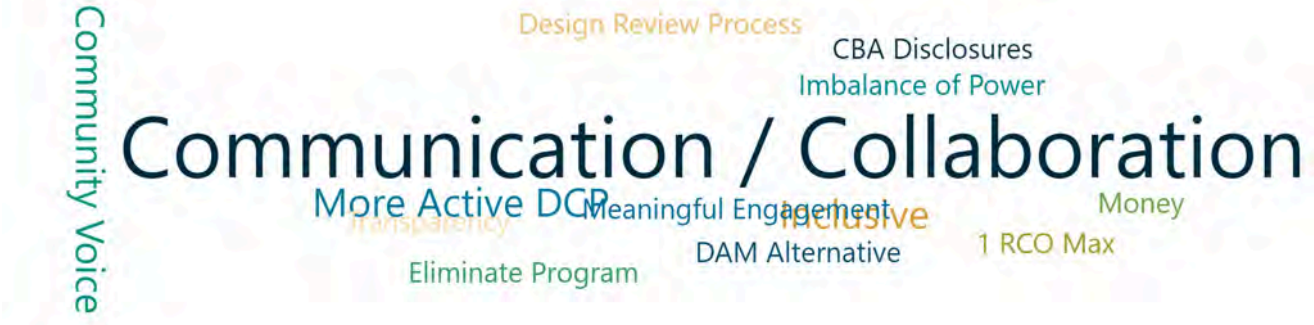 Community Voice
Design Review Process
CBA Disclosures
Imbalance of Power
Communication / Collaboration
More Active DCP
Meaningful Engagement
Inclusive
Money
Transparency
DAM Alternative
1 RCO Max
Eliminate Program